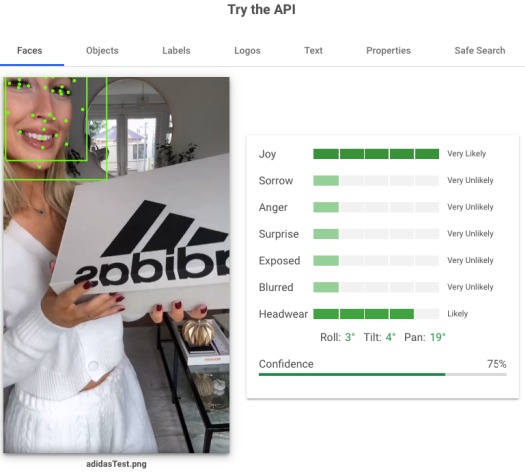 Try the API
Faces Objects Labels Logos Text Properties Safe Search
adidas
Joy Very Likely
Sorrow Very Unlikely
Anger Very Unlikely
Surprise Very Unlikely
Exposed Very Unlikely
Blurred Very Unlikely
Headwear Likely
Roll: 3° Tilt: 4° Pan: 19°
Confidence 75%
adidasTest.png